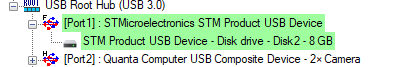 USB Root Hub (USB 3.0)
[Port1] : STMicroelectronics STM Product USB Device
STM Product USB Device - Disk drive - Disk2 - 8 GB
[Port2] : Quanta Computer USB Composite Device - 2× Camera